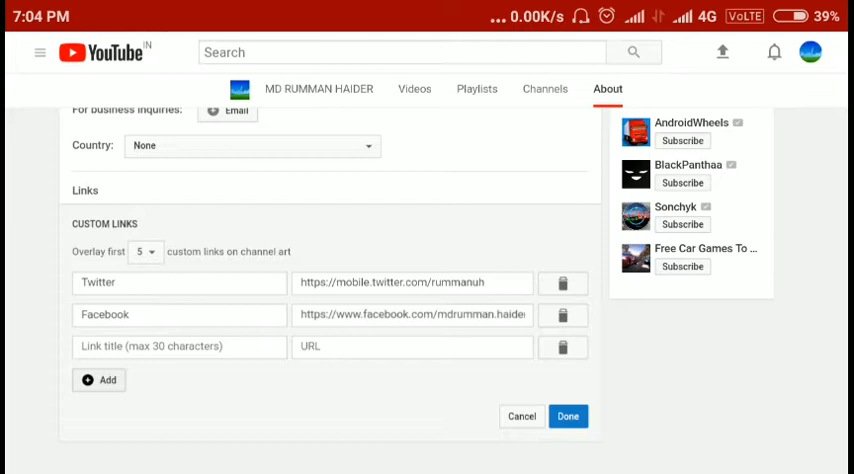 7:04 PM ... 0.00K/s 4G VoLTE 39%
YouTube IN Search
MD RUMMAN HAIDER Videos Playlists Channels About
For business inquiries: Email
Country: None
Links
CUSTOM LINKS
Overlay first 5 custom links on channel art
Twitter https://mobile.twitter.com/rummanuh
Facebook https://www.facebook.com/mdrumman.haider
Link title (max 30 characters) URL
Add
Cancel Done
AndroidWheels
Subscribe
BlackPanthaa
Subscribe
Sonchyk
Subscribe
Free Car Games To ...
Subscribe